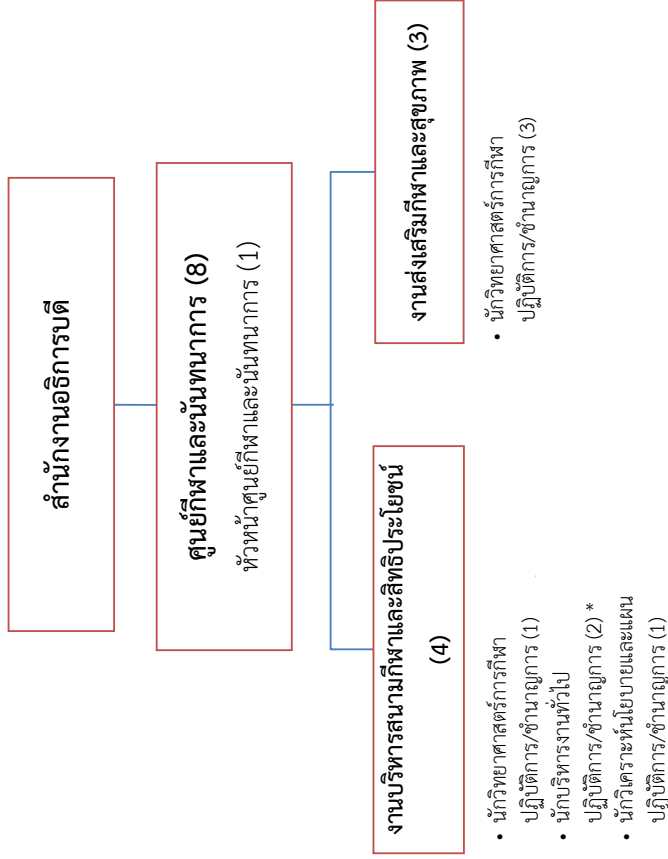 สำนักงานอธิการบดี
ศูนย์กีฬาและนันทนาการ (8)
หัวหน้าศูนย์กีฬาและนันทนาการ (1)
งานบริหารสนามกีฬาและสิทธิประโยชน์
(4)
• นักวิทยาศาสตร์การกีฬา
ปฏิบัติการ/ชำนาญการ (1)
• นักบริหารงานทั่วไป
ปฏิบัติการ/ชำนาญการ (2) *
• นักวิเคราะห์นโยบายและแผน
ปฏิบัติการ/ชำนาญการ (1)
งานส่งเสริมกีฬาและสุขภาพ (3)
• นักวิทยาศาสตร์การกีฬา
ปฏิบัติการ/ชำนาญการ (3)